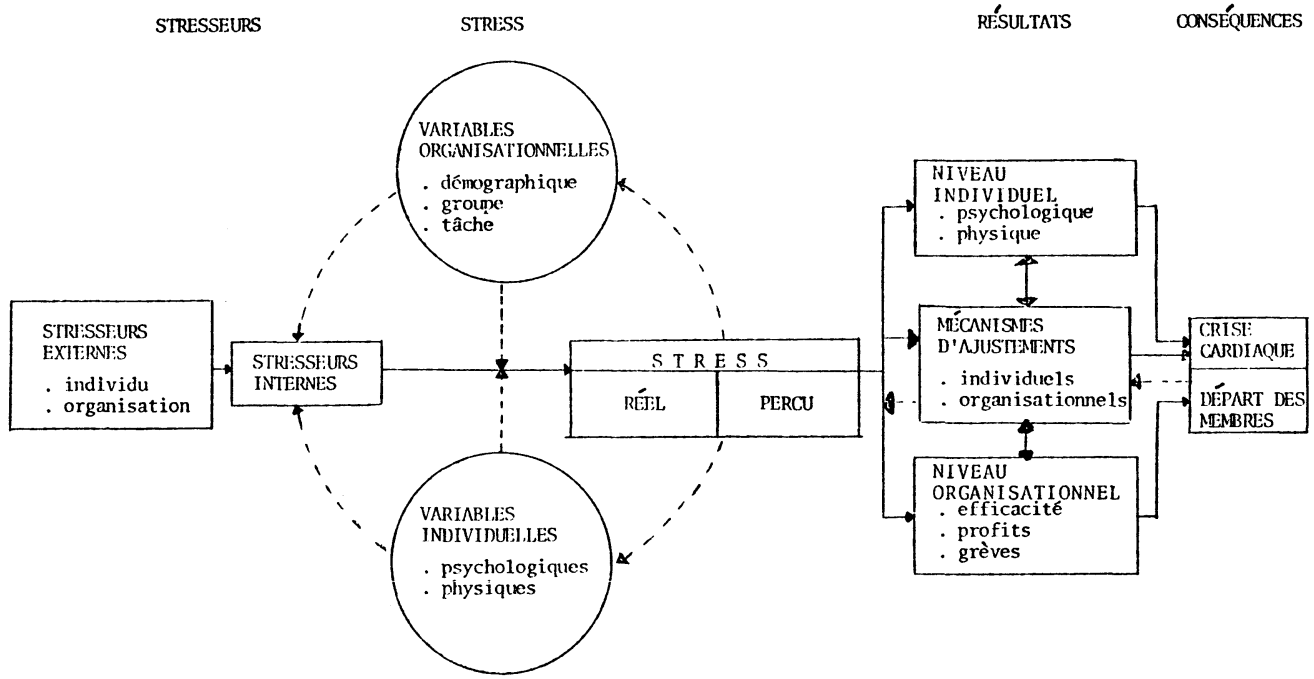 STRESSEURS
STRESS
RÉSULTATS
CONSÉQUENCES
VARIABLES
ORGANISATIONNELLES
. démographique
. groupe
. tâche
STRESSEURS
EXTERNES
. individu
. organisation
STRESSEURS
INTERNES
STRESS
RÉEL
PERCU
VARIABLES
INDIVIDUELLES
. psychologiques
. physiques
NIVEAU
INDIVIDUEL
. psychologique
. physique
MÉCANISMES
D'AJUSTEMENTS
. individuels
. organisationnels
NIVEAU
ORGANISATIONNEL
. efficacité
. profits
. grèves
CRISE
CARDIAQUE
DÉPART DES
MEMBRES